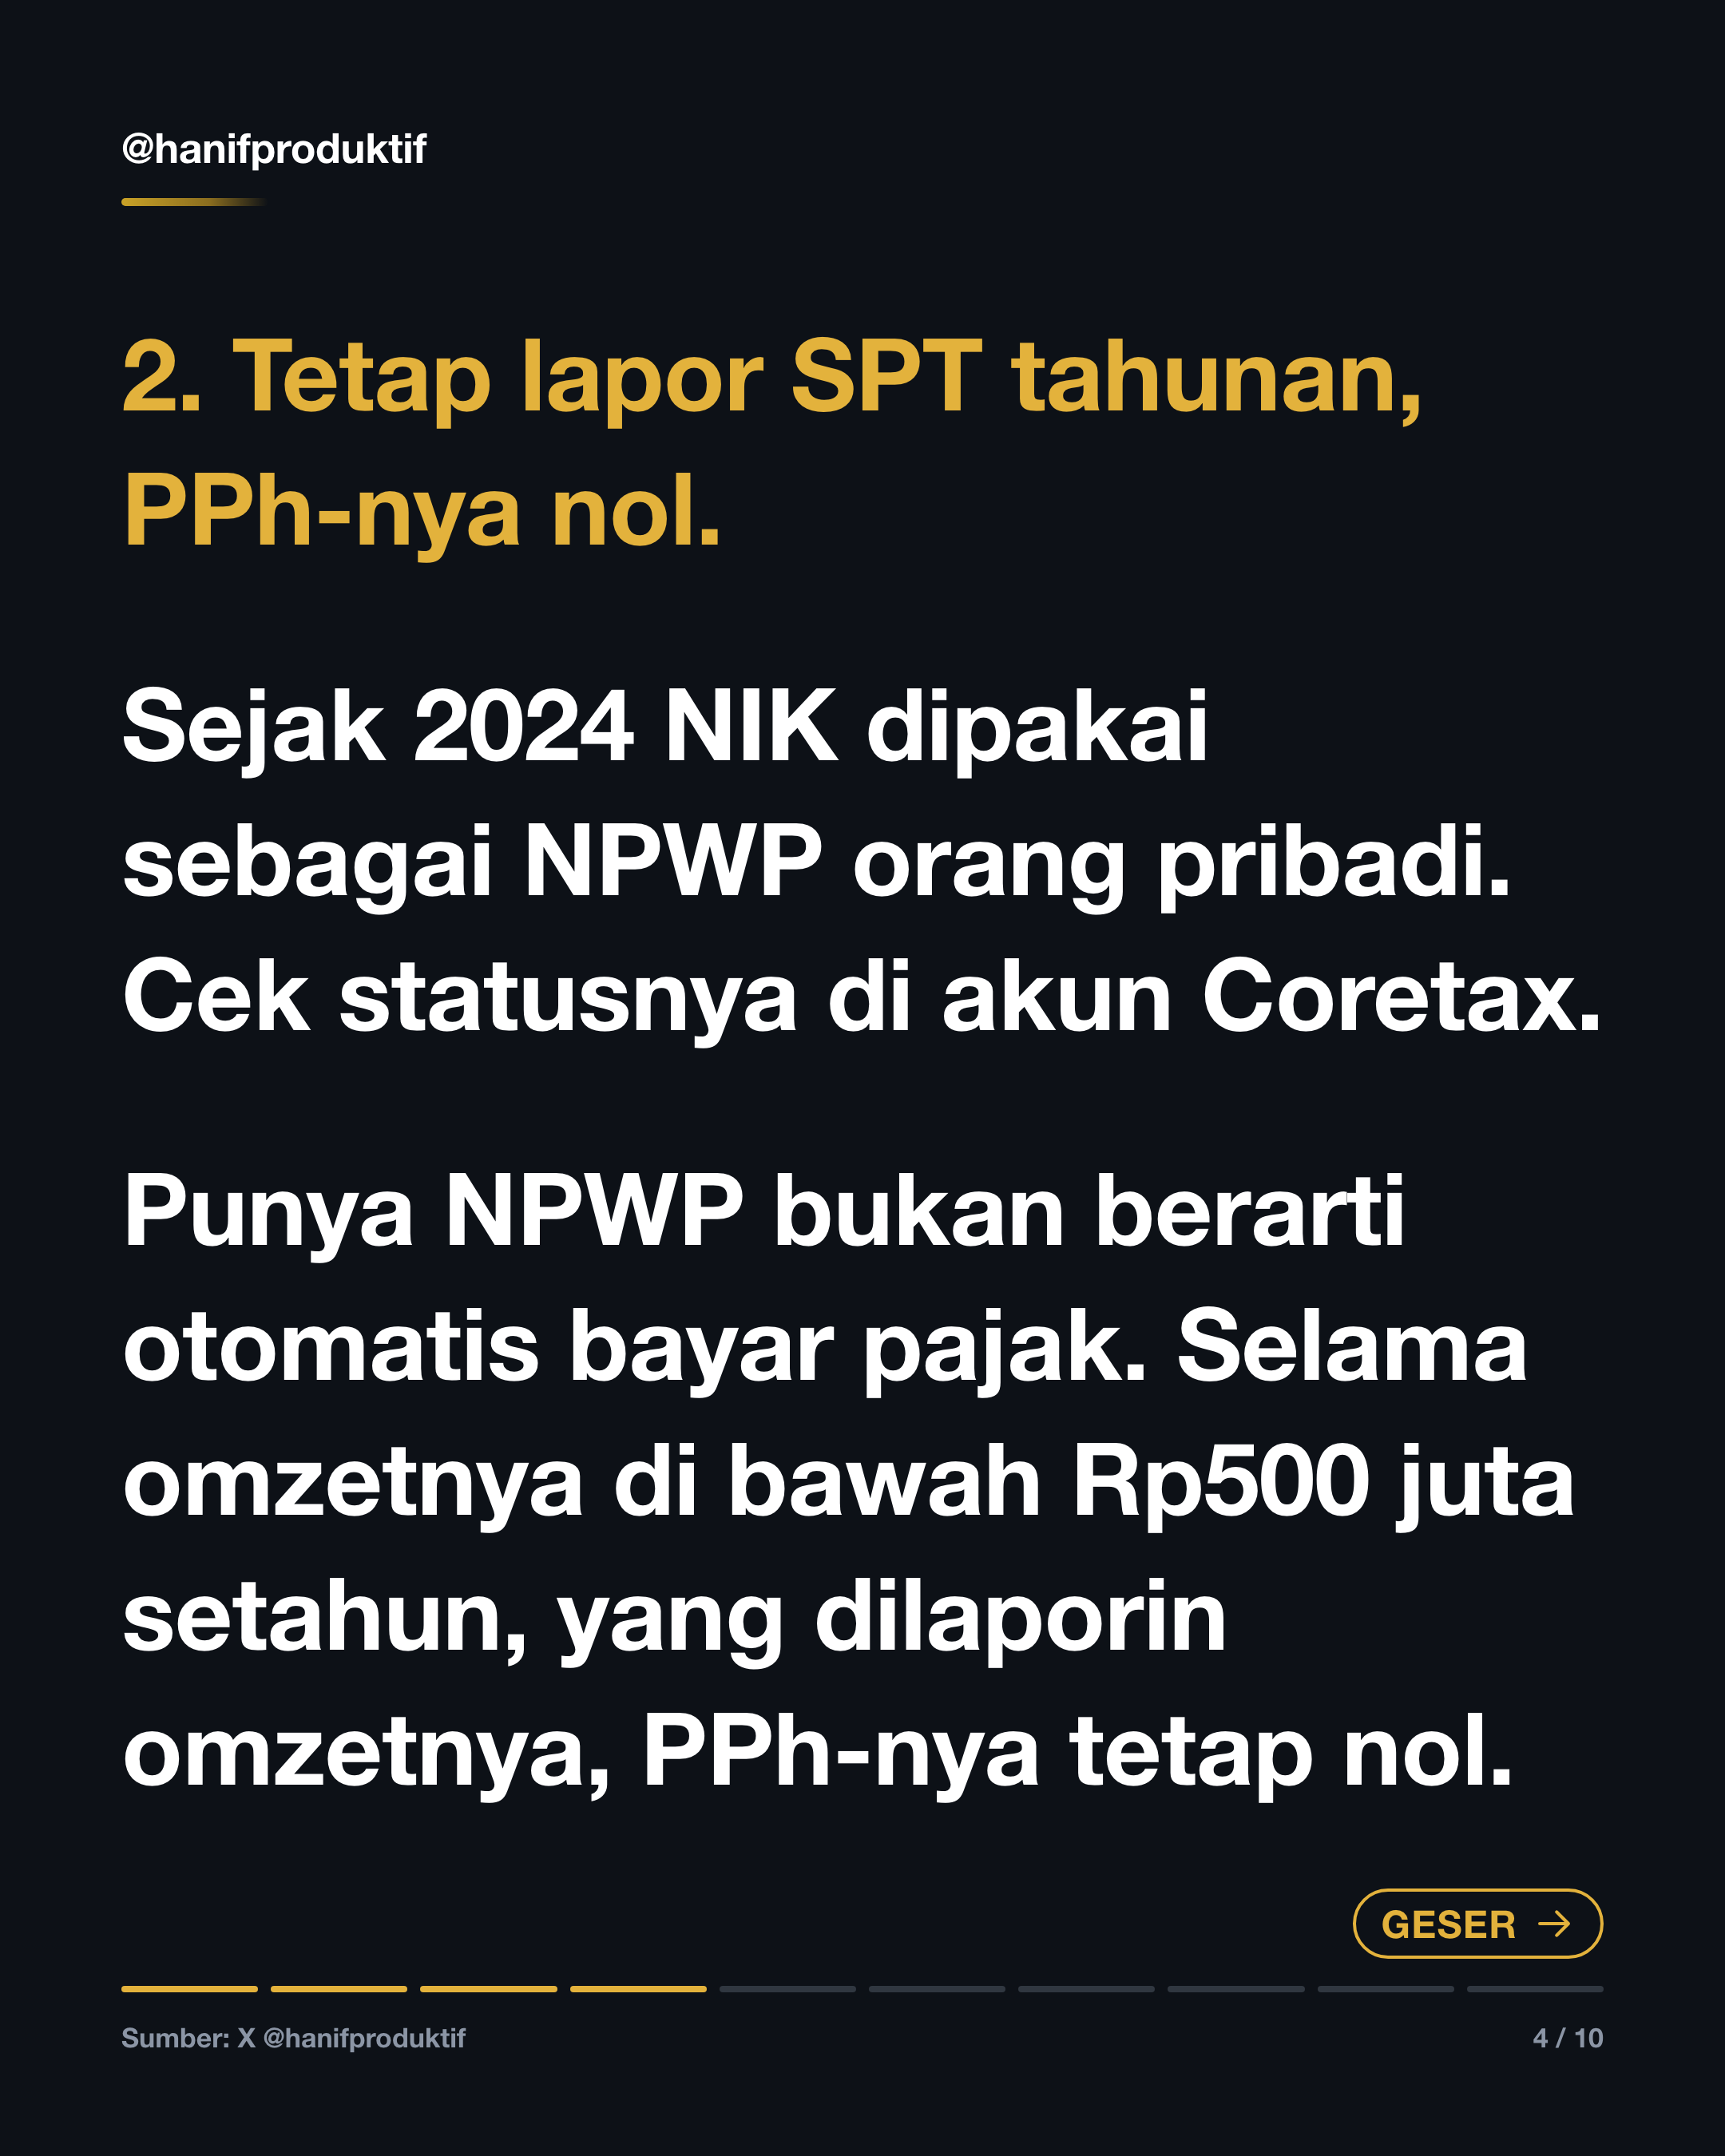 @hanifproduktif
2. Tetap lapor SPT tahunan,
PPh-nya nol.
Sejak 2024 NIK dipakai
sebagai NPWP orang pribadi.
Cek statusnya di akun Coretax.
Punya NPWP bukan berarti
otomatis bayar pajak. Selama
omzetnya di bawah Rp500 juta
setahun, yang dilaporin
omzetnya, PPh-nya tetap nol.
GESER →
Sumber: X @hanifproduktif
4 / 10